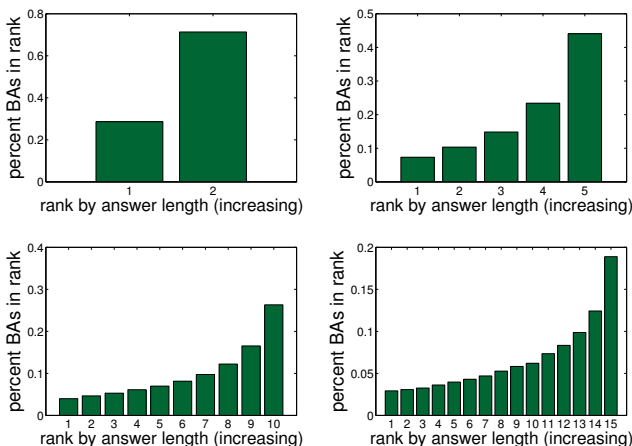 percent BAs in rank
0.8
0.6
0.4
0.2
0
1 2
rank by answer length (increasing)
percent BAs in rank
0.5
0.4
0.3
0.2
0.1
0
1 2 3 4 5
rank by answer length (increasing)
percent BAs in rank
0.4
0.3
0.2
0.1
0
1 2 3 4 5 6 7 8 9 10
rank by answer length (increasing)
percent BAs in rank
0.2
0.15
0.1
0.05
0
1 2 3 4 5 6 7 8 9 10 11 12 13 14 15
rank by answer length (increasing)